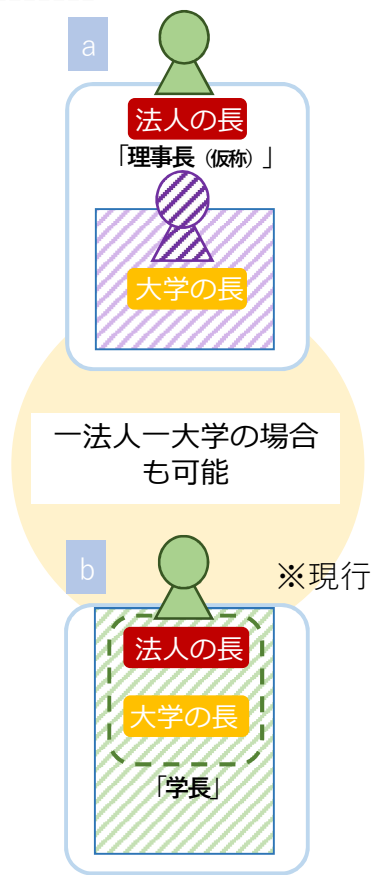 a
法人の長
「理事長（仮称）」
大学の長
一法人一大学の場合
も可能
b
※現行
法人の長
大学の長
「学長」